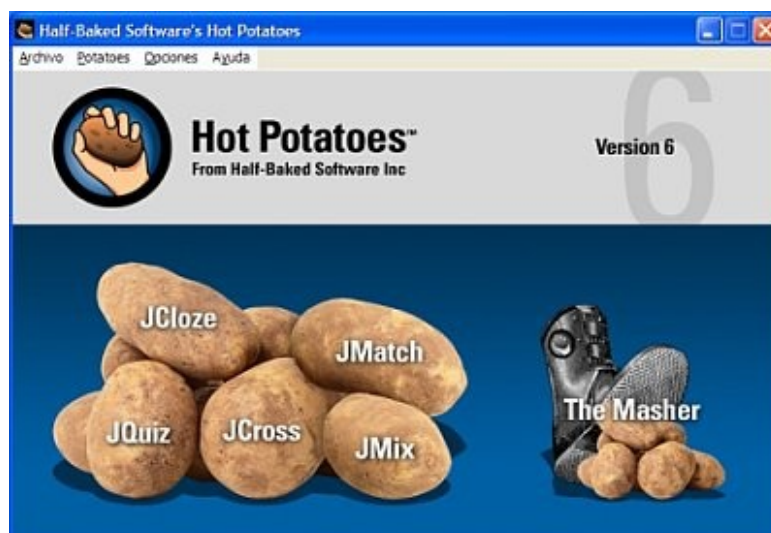 Half-Baked Software's Hot Potatoes
Archivo Potatoes Opciones Ayuda
Hot Potatoes™
From Half-Baked Software Inc
Version 6
6
JCloze
JMatch
JQuiz
JCross
JMix
The Masher